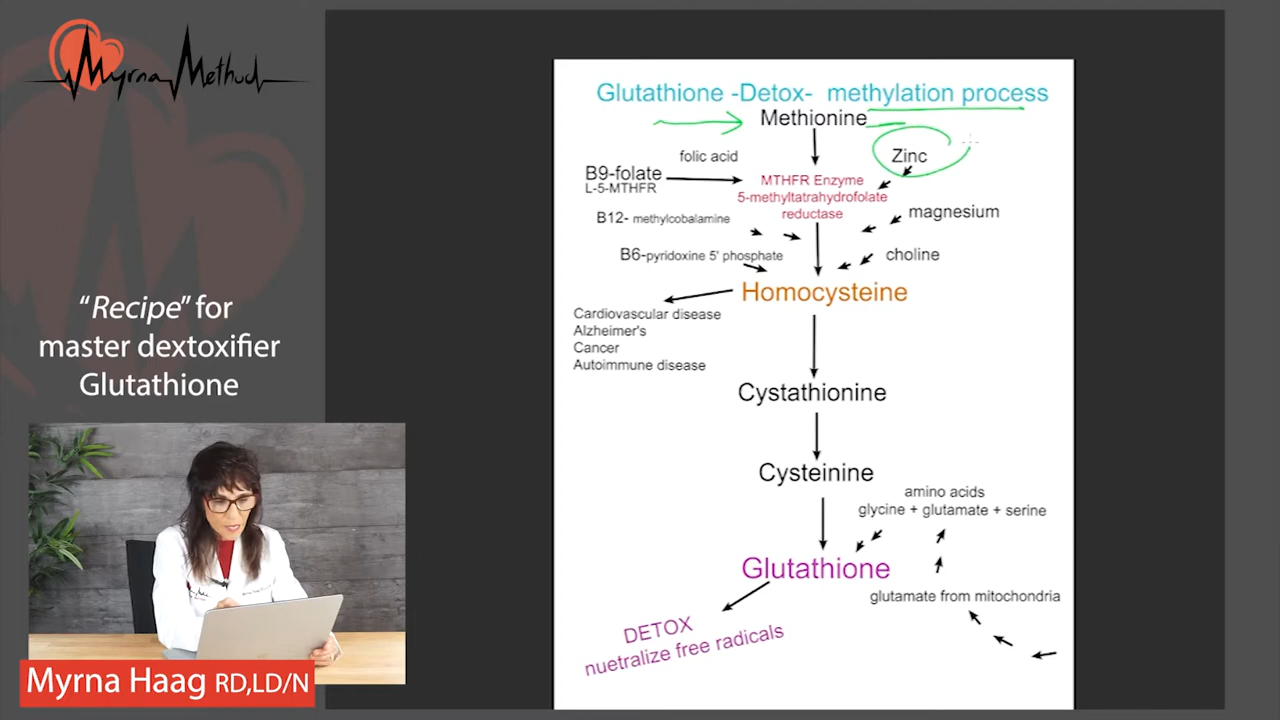 Myrna Method
"Recipe" for
master dextoxifier
Glutathione
Myrna Haag RD,LD/N
Glutathione -Detox- methylation process
Methionine
folic acid
Zinc
B9-folate
L-5-MTHFR
MTHFR Enzyme
5-methyltatrahydrofolate
reductase
B12- methylcobalamine
magnesium
B6-pyridoxine 5' phosphate
choline
Homocysteine
Cardiovascular disease
Alzheimer's
Cancer
Autoimmune disease
Cystathionine
Cysteinine
amino acids
glycine + glutamate + serine
Glutathione
glutamate from mitochondria
DETOX
nuetralize free radicals